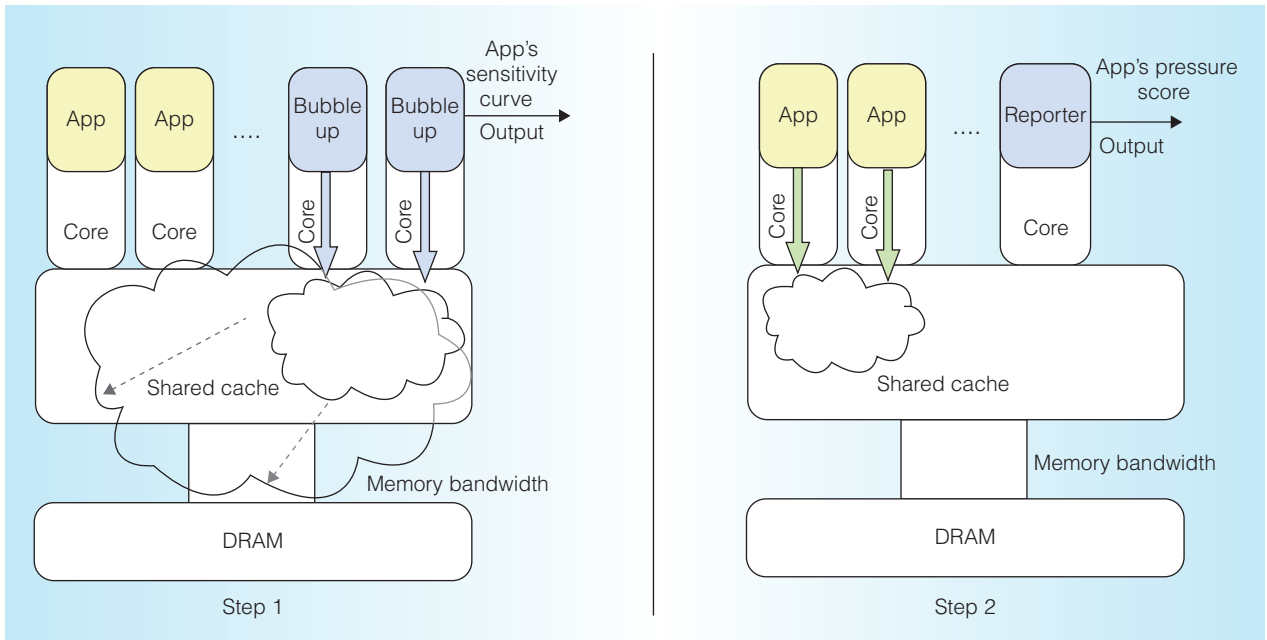 App
App
....
Bubble
up
Bubble
up
App's
sensitivity
curve
Output
Core
Core
Core
Core
Shared cache
Memory bandwidth
DRAM
Step 1
App
App
....
Reporter
App's pressure
score
Output
Core
Core
Core
Shared cache
Memory bandwidth
DRAM
Step 2